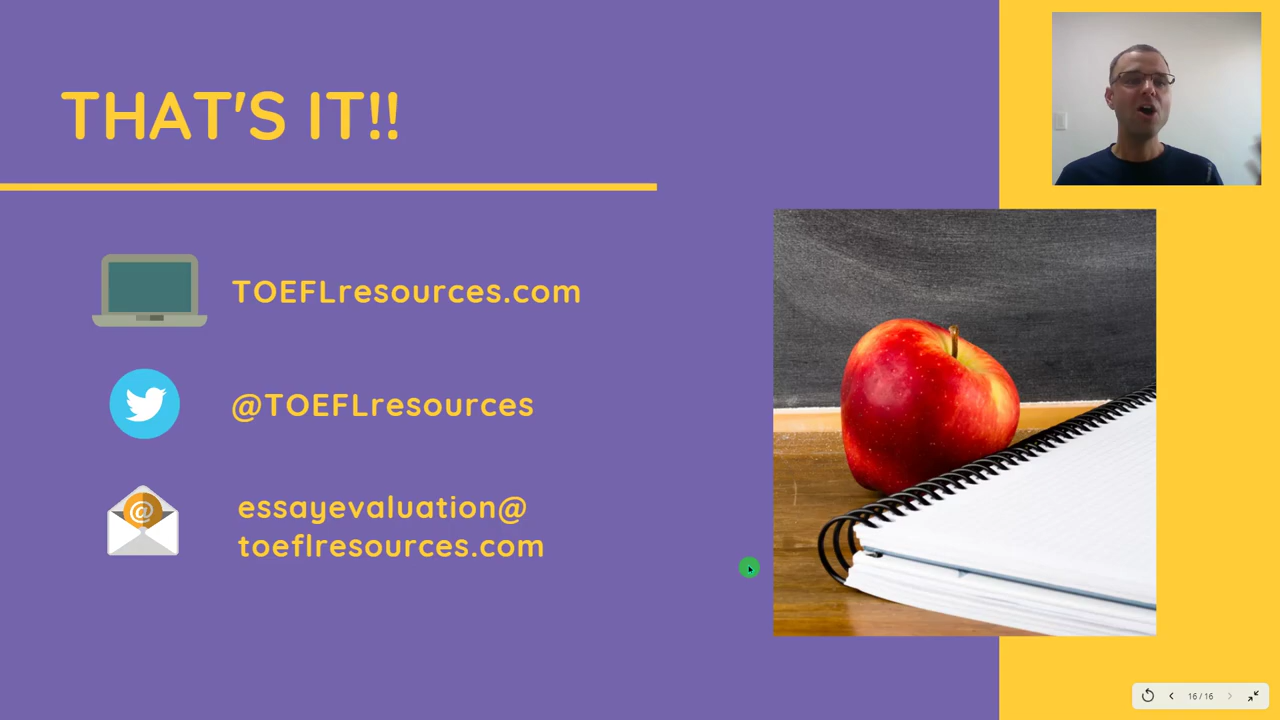 THAT'S IT!!
TOEFLresources.com
@TOEFLresources
@
essayevaluation@
toeflresources.com
16 / 16